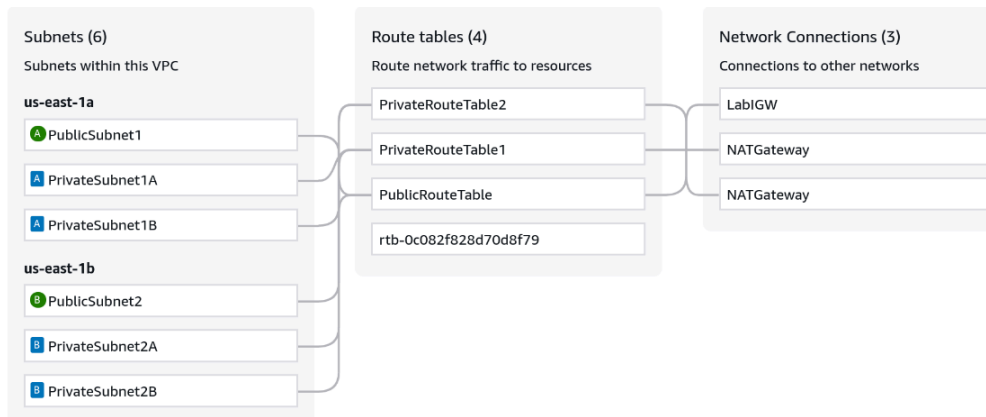 Subnets (6)
Subnets within this VPC
us-east-1a
A PublicSubnet1
A PrivateSubnet1A
A PrivateSubnet1B
us-east-1b
B PublicSubnet2
B PrivateSubnet2A
B PrivateSubnet2B
Route tables (4)
Route network traffic to resources
PrivateRouteTable2
PrivateRouteTable1
PublicRouteTable
rtb-0c082f828d70d8f79
Network Connections (3)
Connections to other networks
LabIGW
NATGateway
NATGateway